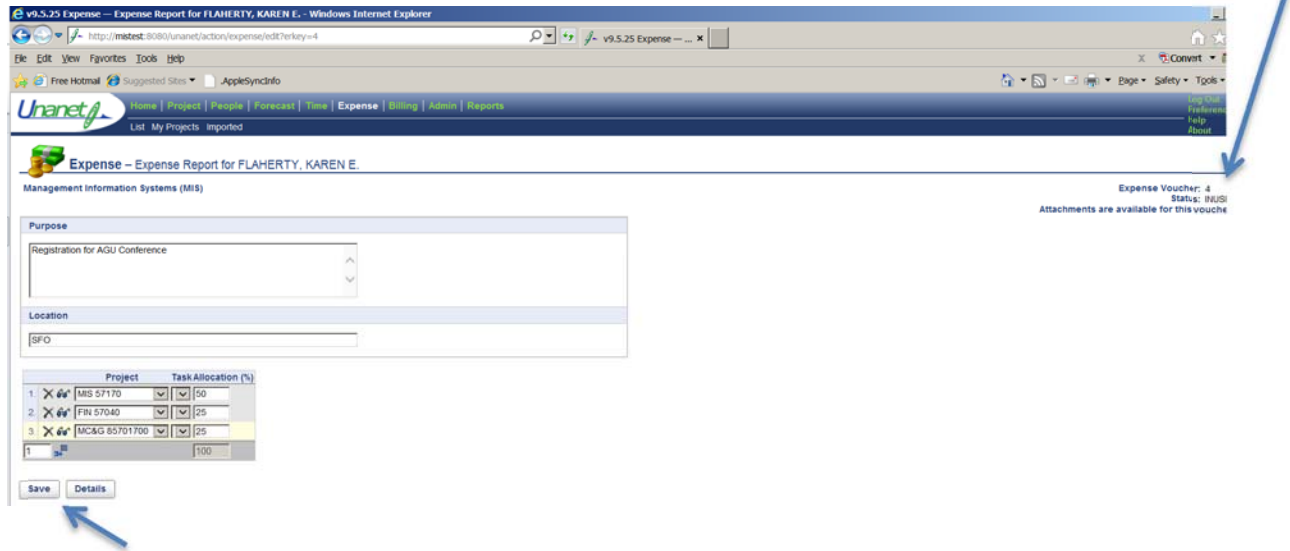 v9.5.25 Expense — Expense Report for FLAHERTY, KAREN E. - Windows Internet Explorer
http://mistest:8080/unanet/action/expense/edit?erkey=4
v9.5.25 Expense — ... x
File Edit View Favorites Tools Help
x Convert
Free Hotmail Suggested Sites .AppleSyncInfo
Page Safety Tools
Unanet Home | Project | People | Forecast | Time | Expense | Billing | Admin | Reports
Log Out
Preferenc
List My Projects Imported
Help
About
Expense – Expense Report for FLAHERTY, KAREN E.
Management Information Systems (MIS)
Expense Voucher: 4
Status: INUS
Attachments are available for this vouche
Purpose
Registration for AGU Conference
Location
SFO
Project Task Allocation (%)
1. MIS 57170 50
2. FIN 57040 25
3. MC&G 85701700 25
1 100
Save Details